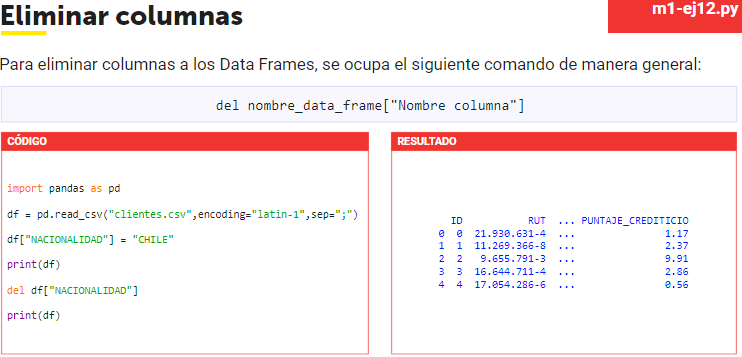 Eliminar columnas
m1-ej12.py
Para eliminar columnas a los Data Frames, se ocupa el siguiente comando de manera general:
del nombre_data_frame["Nombre columna"]
CÓDIGO
import pandas as pd
df = pd.read_csv("clientes.csv",encoding="latin-1",sep=";")
df["NACIONALIDAD"] = "CHILE"
print(df)
del df["NACIONALIDAD"]
print(df)
RESULTADO
ID RUT ... PUNTAJE_CREDITICIO
0 0 21.930.631-4 ... 1.17
1 1 11.269.366-8 ... 2.37
2 2 9.655.791-3 ... 9.91
3 3 16.644.711-4 ... 2.86
4 4 17.054.286-6 ... 0.56